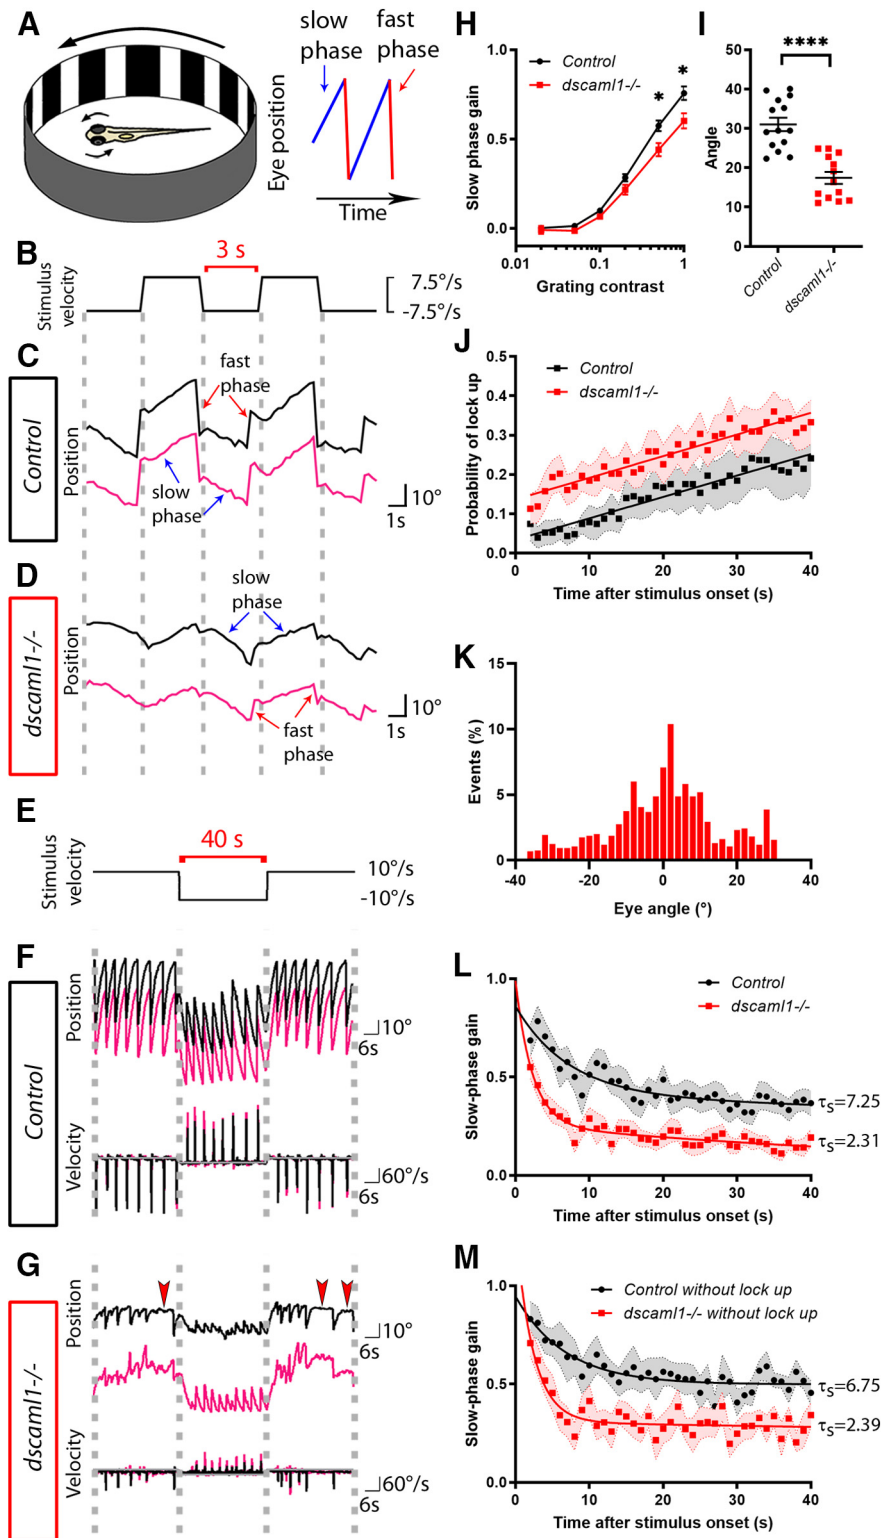 A
slow
phase
fast
phase
Eye position
Time
B
3 s
Stimulus
velocity
7.5°/s
-7.5°/s
C
Control
Position
fast
phase
slow
phase
10°
1s
D
dscaml1-/-
Position
slow
phase
fast
phase
10°
1s
E
40 s
Stimulus
velocity
10°/s
-10°/s
F
Control
Position
10°
6s
Velocity
60°/s
6s
G
dscaml1-/-
Position
10°
6s
Velocity
60°/s
6s
H
Control
dscaml1-/-
*
*
Slow phase gain
1.0
0.5
0.0
0.01
0.1
1
Grating contrast
I
****
Angle
50
40
30
20
10
0
Control
dscaml1-/-
J
Control
dscaml1-/-
Probability of lock up
0.5
0.4
0.3
0.2
0.1
0.0
0
10
20
30
40
Time after stimulus onset (s)
K
Events (%)
15
10
5
0
-40
-20
0
20
40
Eye angle (°)
L
Control
dscaml1-/-
Slow-phase gain
1.0
0.5
0.0
τs=7.25
τs=2.31
0
10
20
30
40
Time after stimulus onset (s)
M
Control without lock up
dscaml1-/- without lock up
Slow-phase gain
1.0
0.5
0.0
τs=6.75
τs=2.39
0
10
20
30
40
Time after stimulus onset (s)